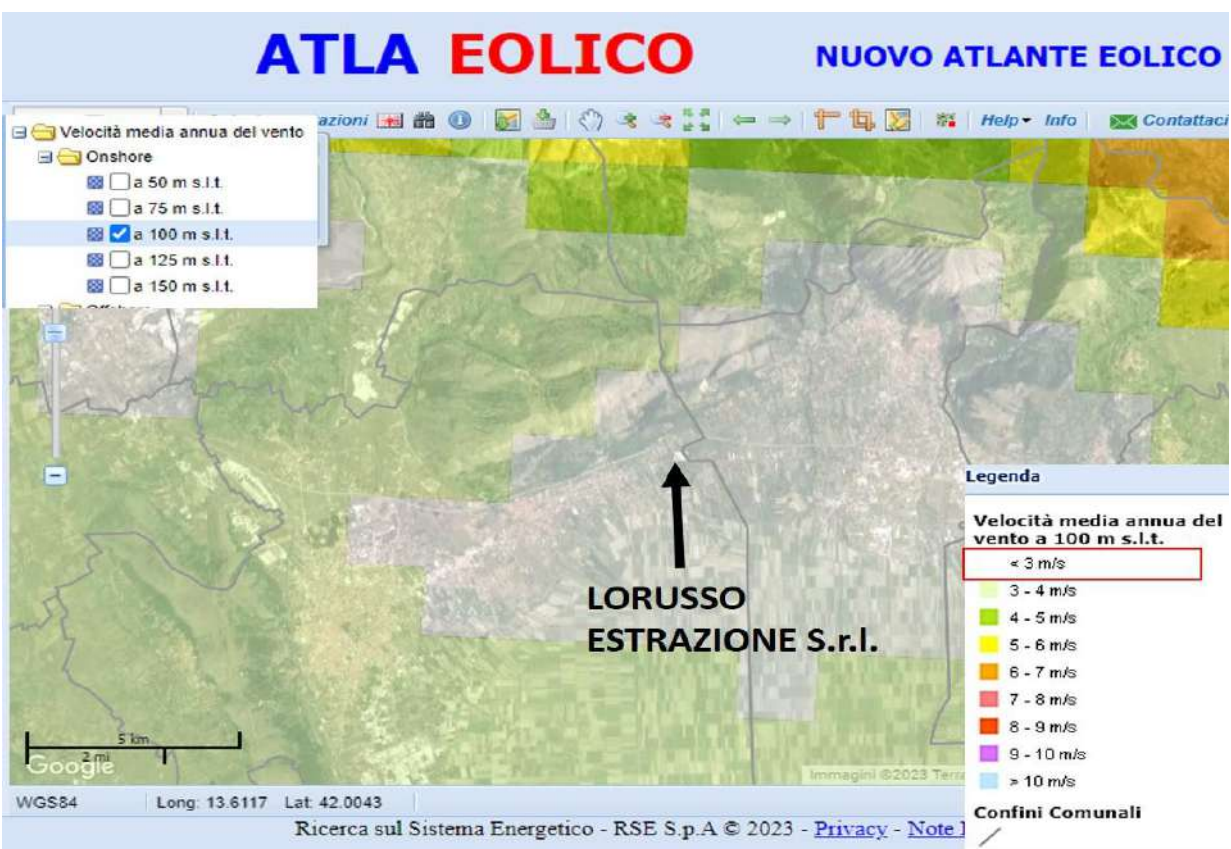 ATLA EOLICO
NUOVO ATLANTE EOLICO
azioni
Help
Info
Contattaci
Velocità media annua del vento
Onshore
a 50 m s.l.t.
a 75 m s.l.t.
a 100 m s.l.t.
a 125 m s.l.t.
a 150 m s.l.t.
LORUSSO
ESTRAZIONE S.r.l.
Legenda
Velocità media annua del
vento a 100 m s.l.t.
< 3 m/s
3 - 4 m/s
4 - 5 m/s
5 - 6 m/s
6 - 7 m/s
7 - 8 m/s
8 - 9 m/s
9 - 10 m/s
> 10 m/s
Confini Comunali
5 km
2 mi
Google
Immagini ©2023 Terra
WGS84 Long: 13.6117 Lat: 42.0043
Ricerca sul Sistema Energetico - RSE S.p.A © 2023 - Privacy - Note